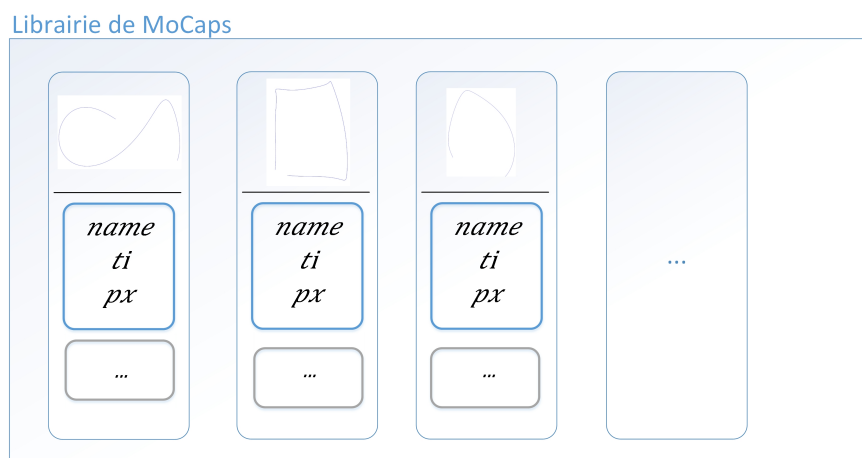 Librairie de MoCaps
name
ti
px
...
name
ti
px
...
name
ti
px
...
...